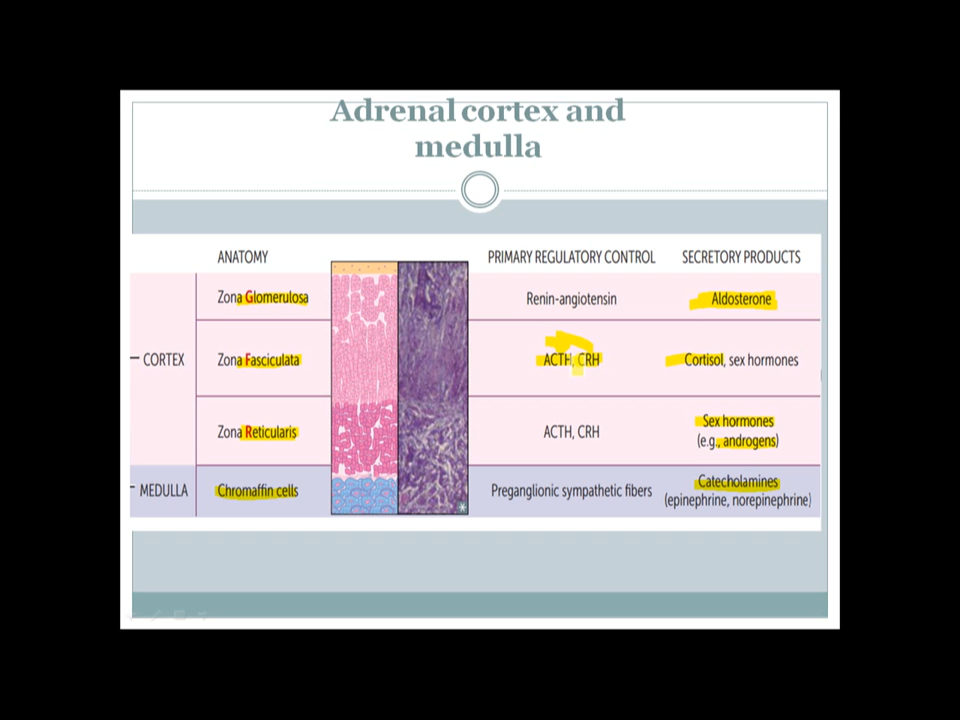 Adrenal cortex and
medulla
ANATOMY PRIMARY REGULATORY CONTROL SECRETORY PRODUCTS
Zona Glomerulosa Renin-angiotensin Aldosterone
CORTEX Zona Fasciculata ACTH, CRH Cortisol, sex hormones
Zona Reticularis ACTH, CRH Sex hormones
(e.g., androgens)
MEDULLA Chromaffin cells Preganglionic sympathetic fibers Catecholamines
(epinephrine, norepinephrine)